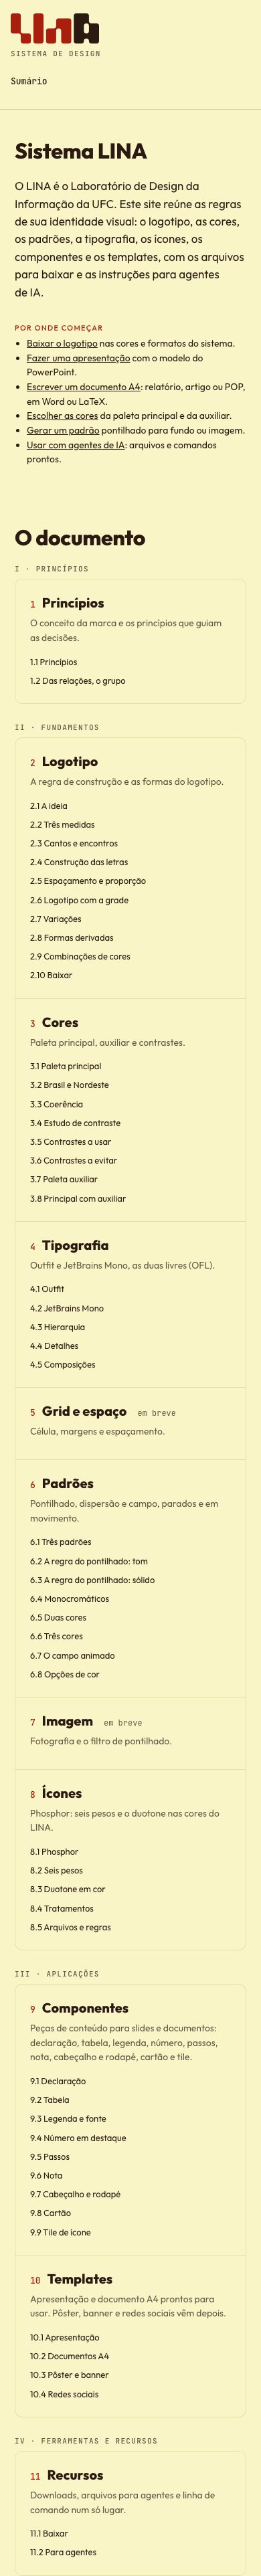 LINA
SISTEMA DE DESIGN
Sumário
Sistema LINA
O LINA é o Laboratório de Design da
Informação da UFC. Este site reúne as regras
de sua identidade visual: o logotipo, as cores,
os padrões, a tipografia, os ícones, os
componentes e os templates, com os arquivos
para baixar e as instruções para agentes
de IA.
POR ONDE COMEÇAR
Baixar o logotipo nas cores e formatos do sistema.
Fazer uma apresentação com o modelo do
PowerPoint.
Escrever um documento A4: relatório, artigo ou POP,
em Word ou LaTeX.
Escolher as cores da paleta principal e da auxiliar.
Gerar um padrão pontilhado para fundo ou imagem.
Usar com agentes de IA: arquivos e comandos
prontos.
O documento
I · PRINCÍPIOS
1 Princípios
O conceito da marca e os princípios que guiam
as decisões.
1.1 Princípios
1.2 Das relações, o grupo
II · FUNDAMENTOS
2 Logotipo
A regra de construção e as formas do logotipo.
2.1 A ideia
2.2 Três medidas
2.3 Cantos e encontros
2.4 Construção das letras
2.5 Espaçamento e proporção
2.6 Logotipo com a grade
2.7 Variações
2.8 Formas derivadas
2.9 Combinações de cores
2.10 Baixar
3 Cores
Paleta principal, auxiliar e contrastes.
3.1 Paleta principal
3.2 Brasil e Nordeste
3.3 Coerência
3.4 Estudo de contraste
3.5 Contrastes a usar
3.6 Contrastes a evitar
3.7 Paleta auxiliar
3.8 Principal com auxiliar
4 Tipografia
Outfit e JetBrains Mono, as duas livres (OFL).
4.1 Outfit
4.2 JetBrains Mono
4.3 Hierarquia
4.4 Detalhes
4.5 Composições
5 Grid e espaço em breve
Célula, margens e espaçamento.
6 Padrões
Pontilhado, dispersão e campo, parados e em
movimento.
6.1 Três padrões
6.2 A regra do pontilhado: tom
6.3 A regra do pontilhado: sólido
6.4 Monocromáticos
6.5 Duas cores
6.6 Três cores
6.7 O campo animado
6.8 Opções de cor
7 Imagem em breve
Fotografia e o filtro de pontilhado.
8 Ícones
Phosphor: seis pesos e o duotone nas cores do
LINA.
8.1 Phosphor
8.2 Seis pesos
8.3 Duotone em cor
8.4 Tratamentos
8.5 Arquivos e regras
III · APLICAÇÕES
9 Componentes
Peças de conteúdo para slides e documentos:
declaração, tabela, legenda, número, passos,
nota, cabeçalho e rodapé, cartão e tile.
9.1 Declaração
9.2 Tabela
9.3 Legenda e fonte
9.4 Número em destaque
9.5 Passos
9.6 Nota
9.7 Cabeçalho e rodapé
9.8 Cartão
9.9 Tile de ícone
10 Templates
Apresentação e documento A4 prontos para
usar. Pôster, banner e redes sociais vêm depois.
10.1 Apresentação
10.2 Documentos A4
10.3 Pôster e banner
10.4 Redes sociais
IV · FERRAMENTAS E RECURSOS
11 Recursos
Downloads, arquivos para agentes e linha de
comando num só lugar.
11.1 Baixar
11.2 Para agentes